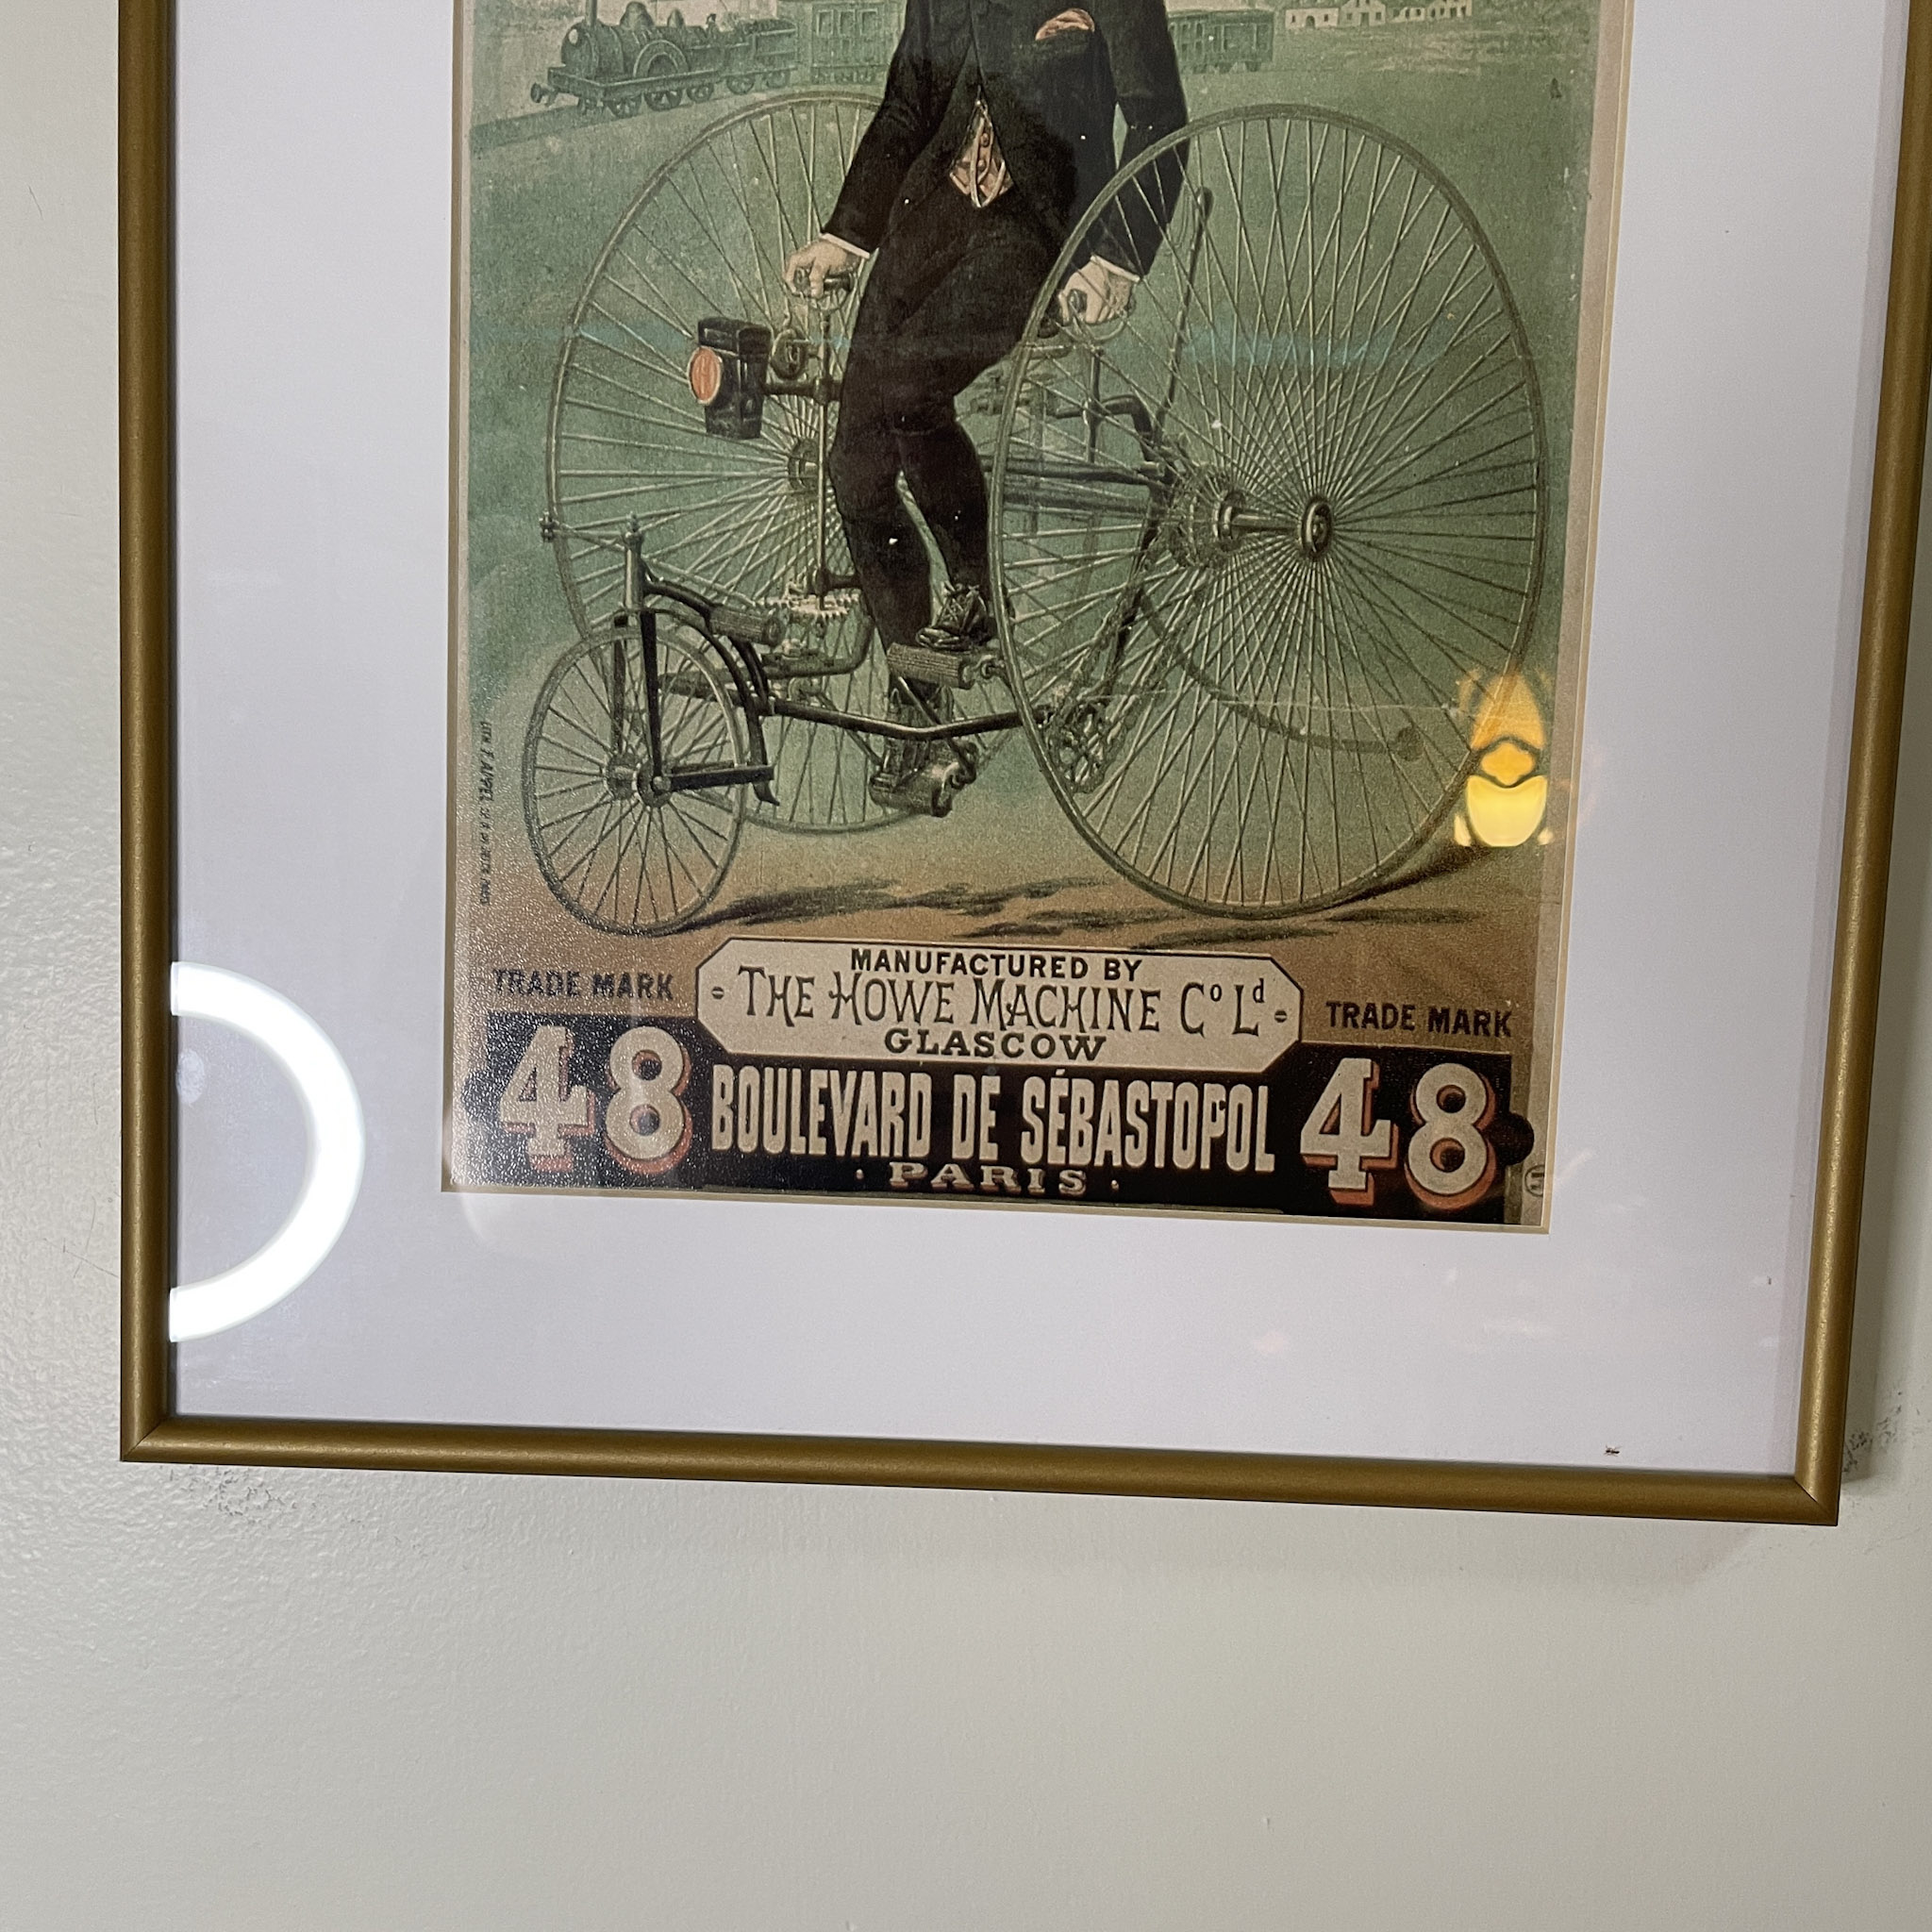 TRADE MARK
MANUFACTURED BY
THE HOWE MACHINE Cº Lᵈ
GLASCOW
TRADE MARK
48 BOULEVARD DE SÉBASTOPOL 48
PARIS